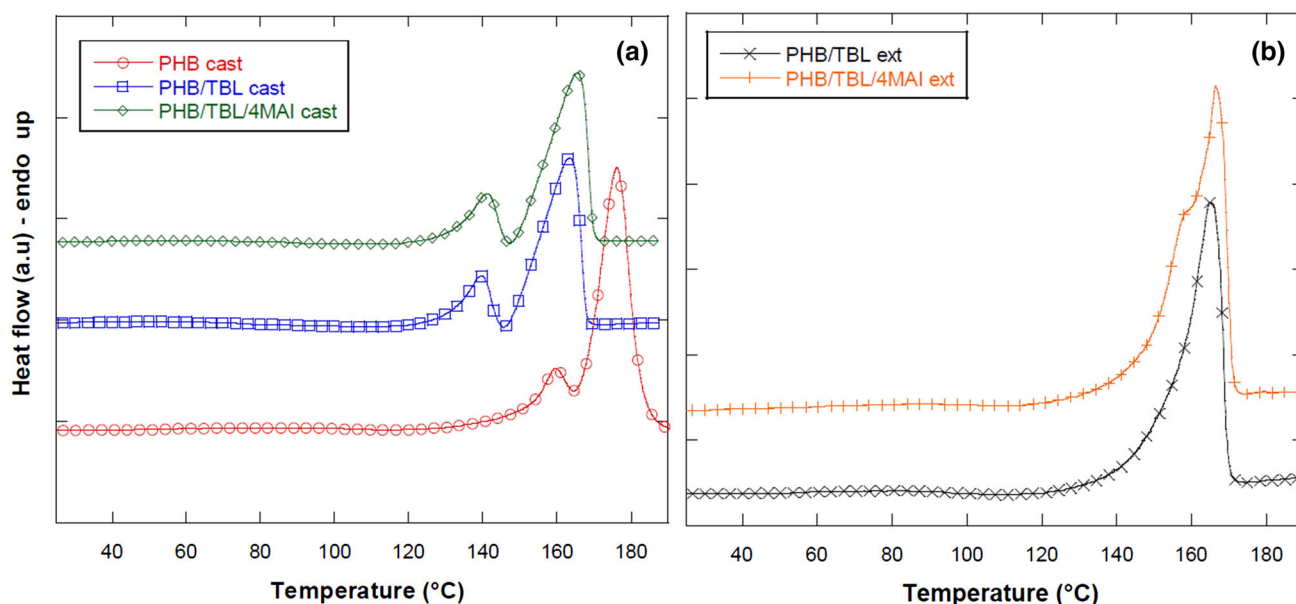 (a)
PHB cast
PHB/TBL cast
PHB/TBL/4MAI cast
Heat flow (a.u) - endo up
40 60 80 100 120 140 160 180
Temperature (°C)
(b)
PHB/TBL ext
PHB/TBL/4MAI ext
40 60 80 100 120 140 160 180
Temperature (°C)